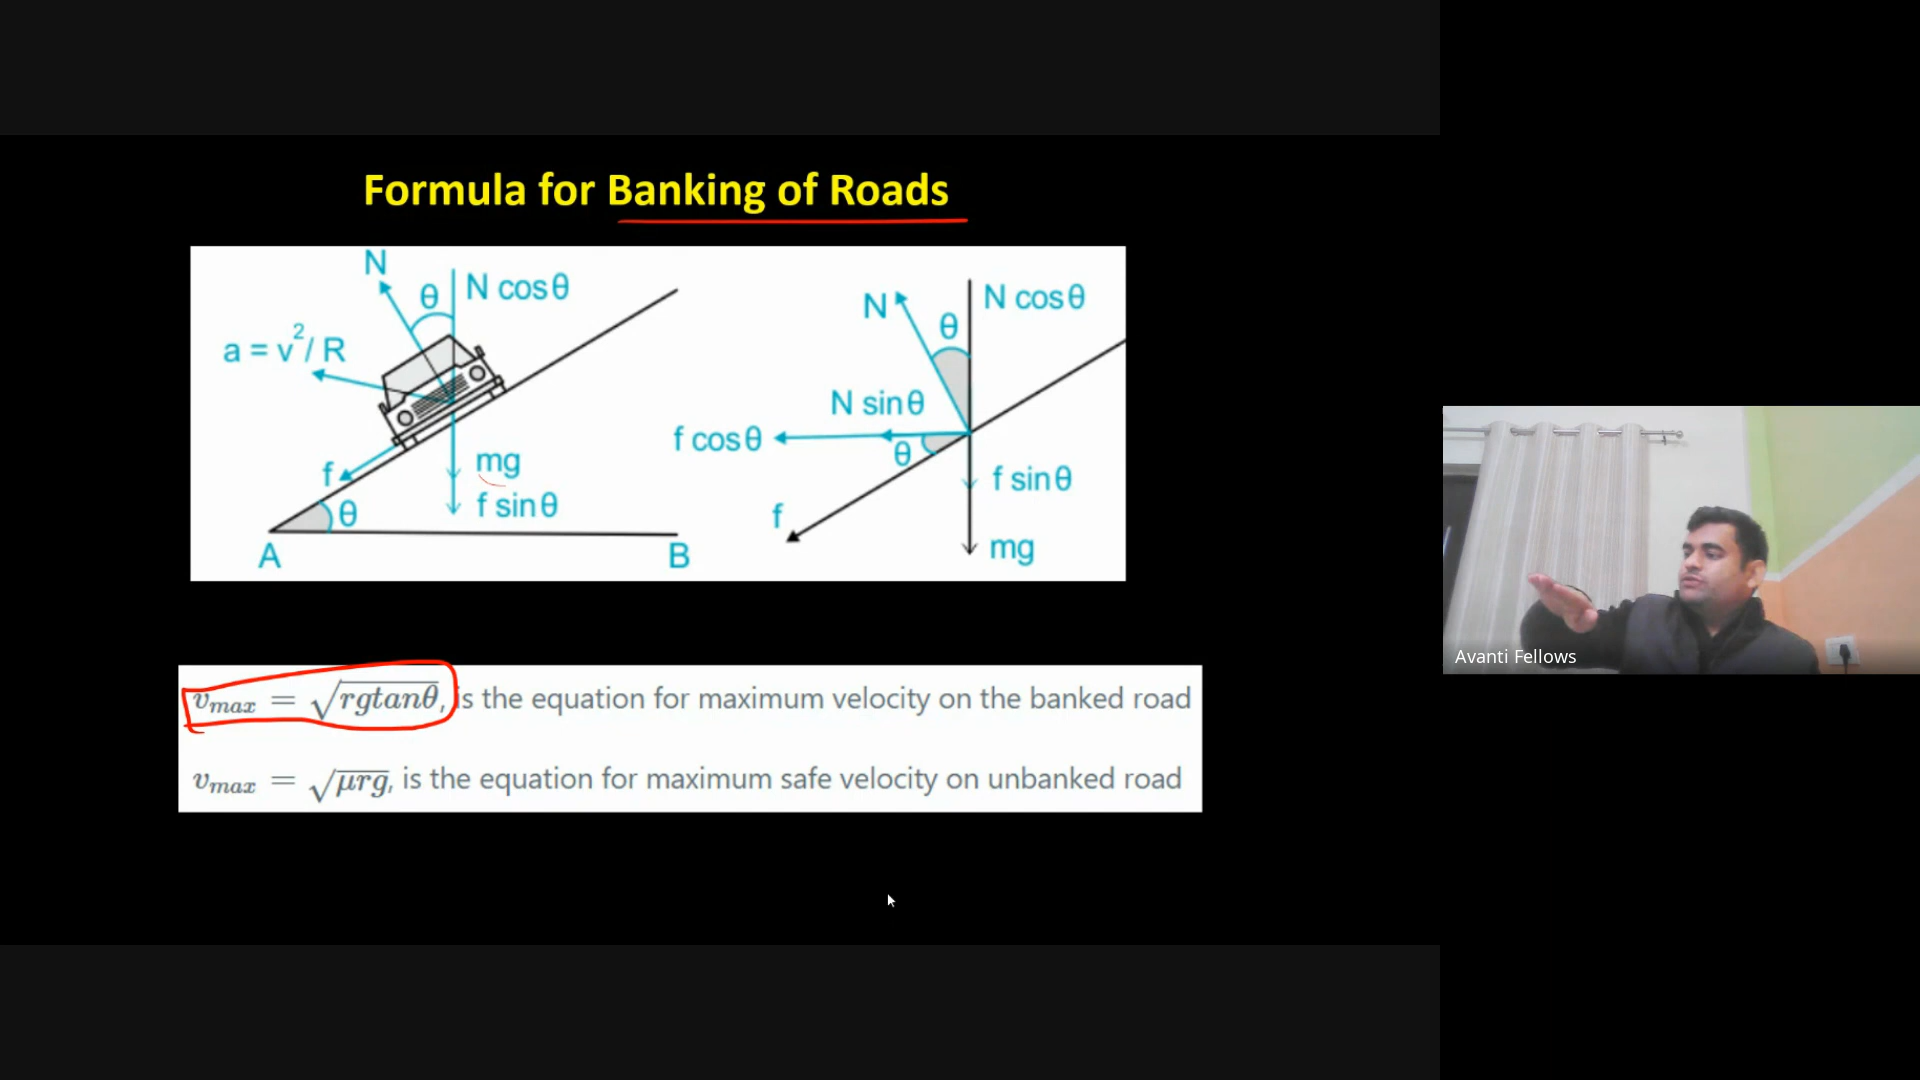 Formula for Banking of Roads
N
θ
N cosθ
a = v²/ R
mg
f
f sinθ
θ
A
B
N
θ
N cosθ
N sinθ
f cosθ
θ
f sinθ
f
mg
v_max = √rgtanθ, is the equation for maximum velocity on the banked road
v_max = √μrg, is the equation for maximum safe velocity on unbanked road
Avanti Fellows